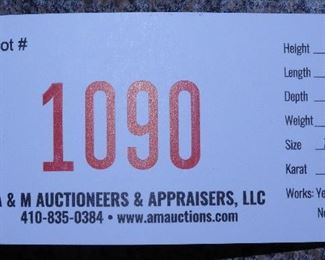 ot #
1090
& M AUCTIONEERS & APPRAISERS, LLC
410-835-0384 • www.amauctions.com
Height
Length
Depth
Weight
Size
Karat
Works: Ye